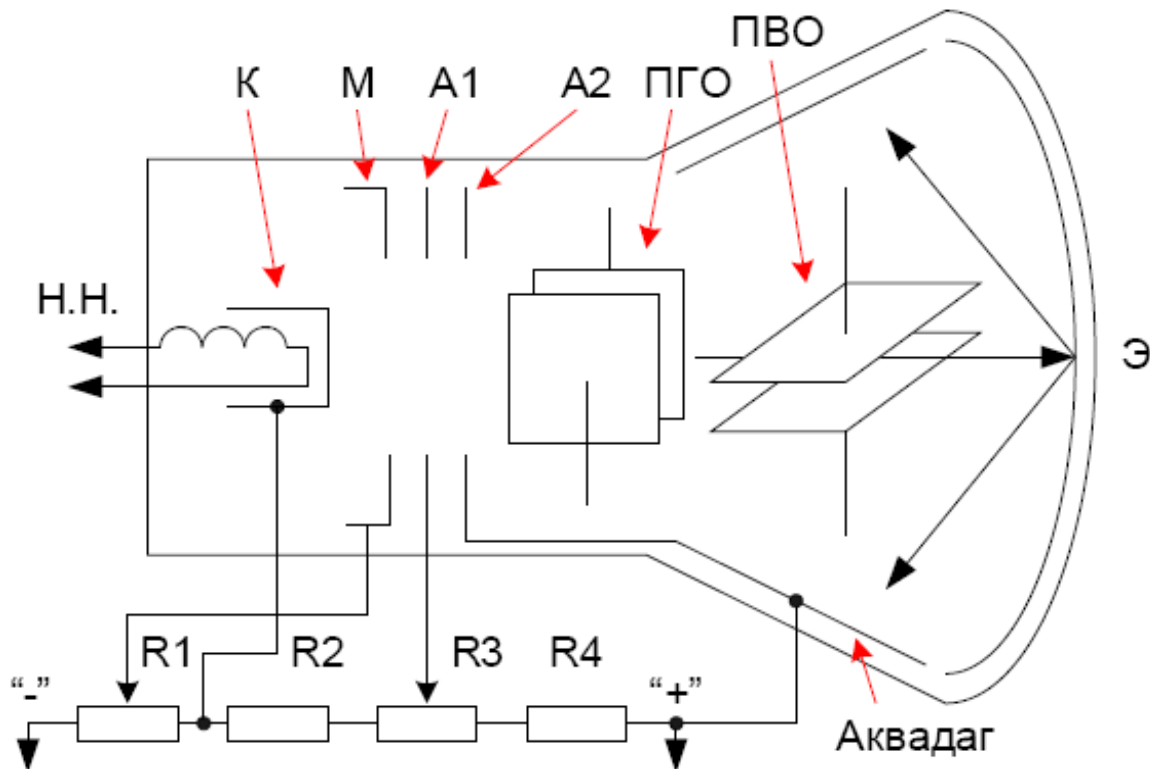 ПВО
К М А1 А2 ПГО
Н.Н.
Э
R1 R2 R3 R4
“-” “+”
Аквадаг